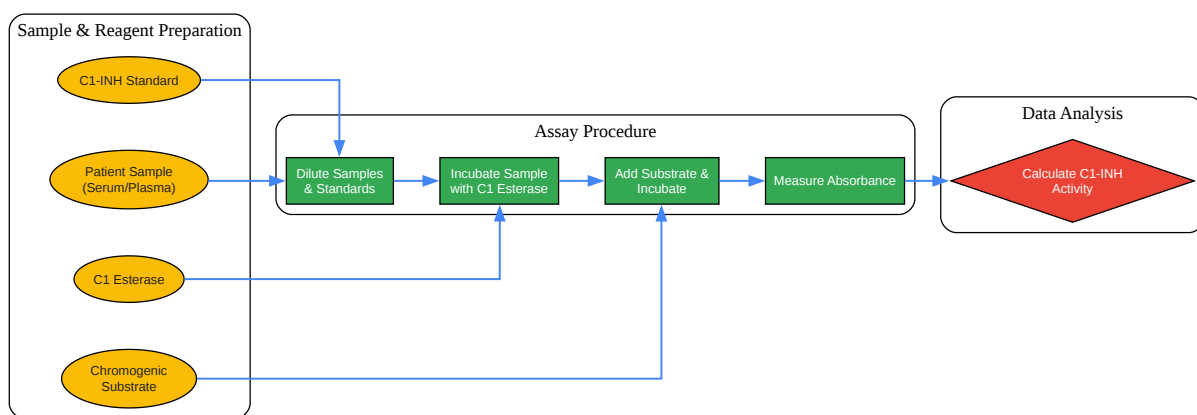 Sample & Reagent Preparation
C1-INH Standard
Patient Sample
(Serum/Plasma)
C1 Esterase
Chromogenic
Substrate
Assay Procedure
Dilute Samples
& Standards
Incubate Sample
with C1 Esterase
Add Substrate &
Incubate
Measure Absorbance
Data Analysis
Calculate C1-INH
Activity